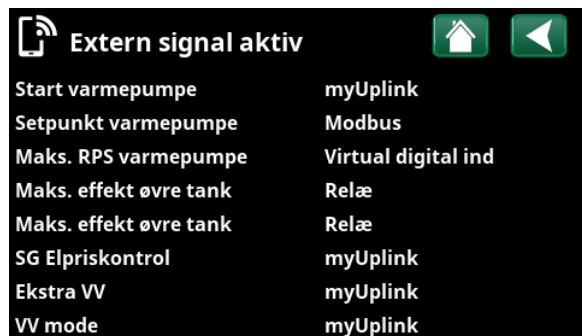 Extern signal aktiv
Start varmepumpe myUplink
Setpunkt varmepumpe Modbus
Maks. RPS varmepumpe Virtual digital ind
Maks. effekt øvre tank Relæ
Maks. effekt øvre tank Relæ
SG Elpriskontrol myUplink
Ekstra VV myUplink
VV mode myUplink